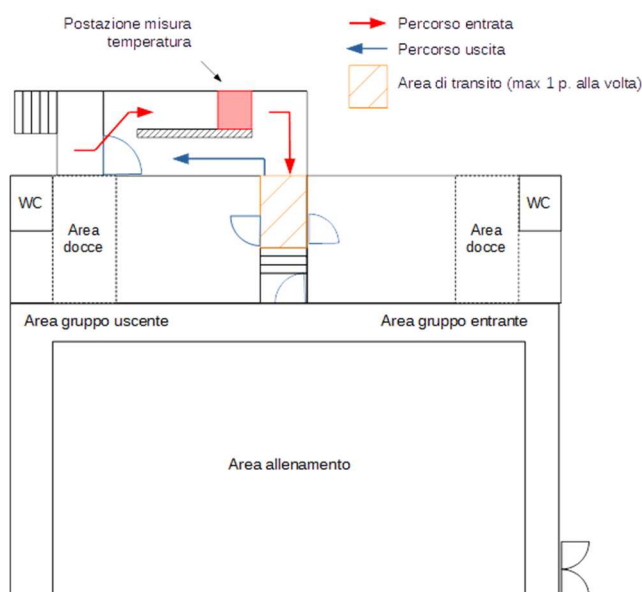 Postazione misura
temperatura
Percorso entrata
Percorso uscita
Area di transito (max 1 p. alla volta)
WC
Area
docce
Area
docce
WC
Area gruppo uscente
Area gruppo entrante
Area allenamento